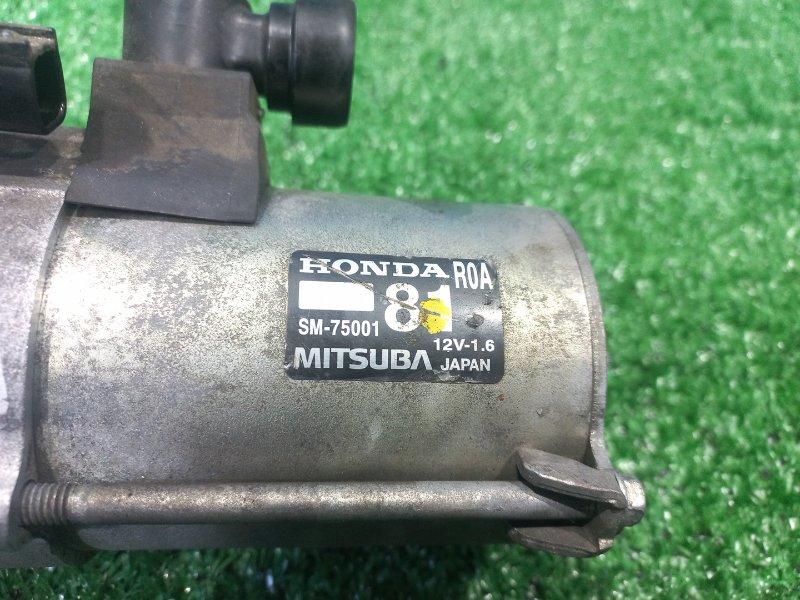 HONDA R0A
81
SM-75001
12V-1.6
MITSUBA JAPAN